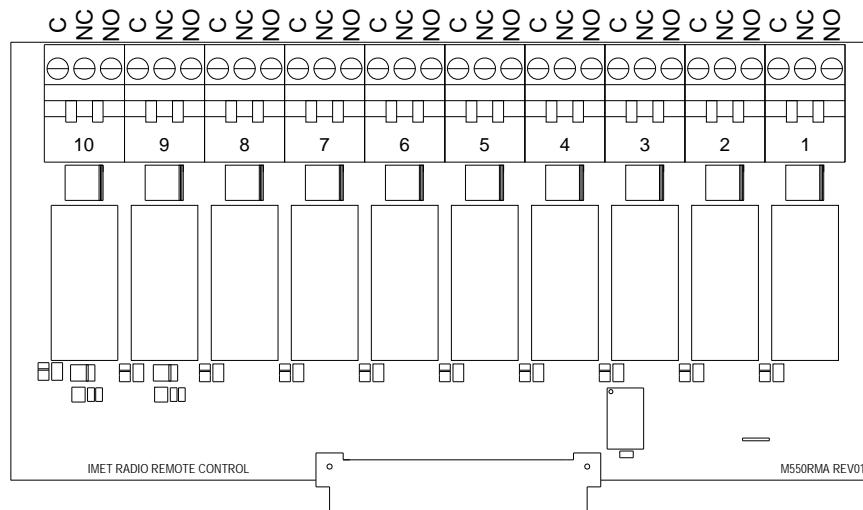 C NC NO C NC NO C NC NO C NC NO C NC NO C NC NO C NC NO C NC NO C NC NO C NC NO
10 9 8 7 6 5 4 3 2 1
IMET RADIO REMOTE CONTROL M550RMA REV01